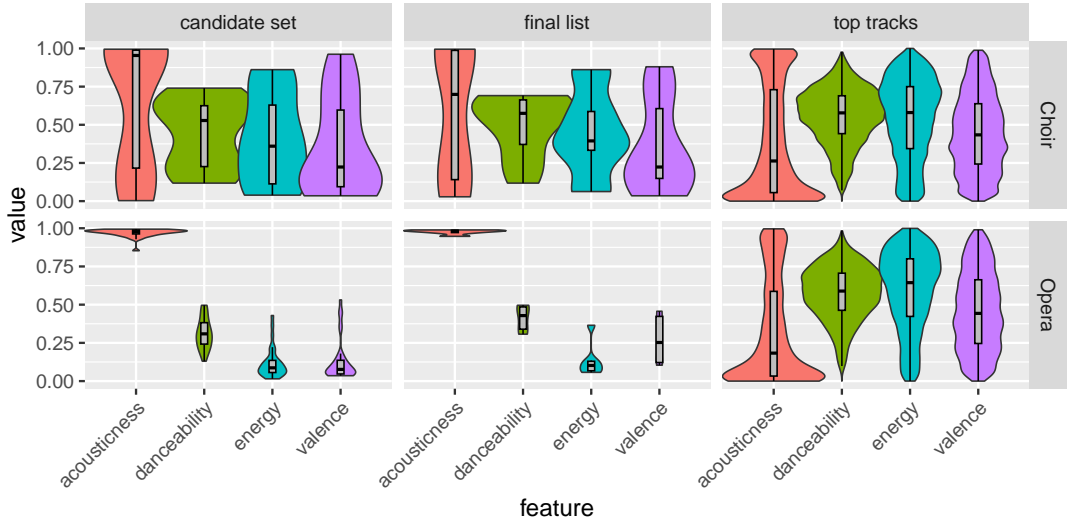 candidate set
final list
top tracks
1.00
0.75
0.50
0.25
0.00
Choir
value
1.00
0.75
0.50
0.25
0.00
Opera
acousticness
danceability
energy
valence
acousticness
danceability
energy
valence
acousticness
danceability
energy
valence
feature